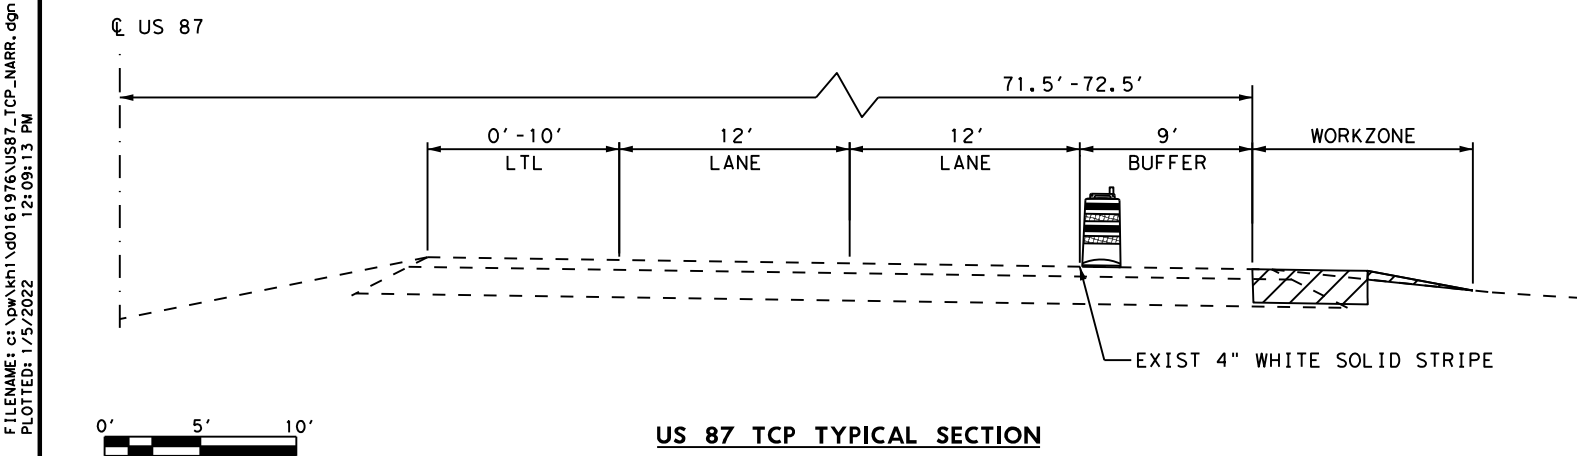 FILENAME: c:\pw\kh1\d0161976\US87_TCP_NARR.dgn
PLOTTED: 1/5/2022 12:09:13 PM
℄ US 87
71.5'-72.5'
0'-10' 12' 12' 9' WORKZONE
LTL LANE LANE BUFFER
EXIST 4" WHITE SOLID STRIPE
0' 5' 10'
US 87 TCP TYPICAL SECTION